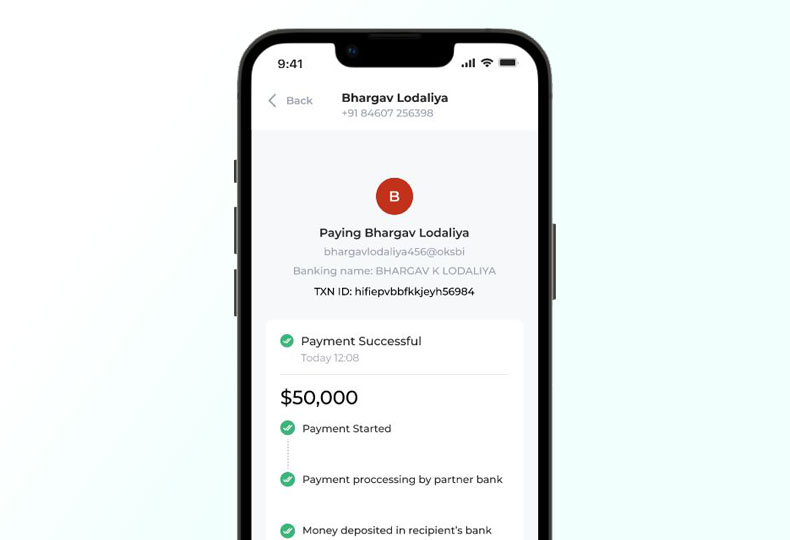 9:41
Back
Bhargav Lodaliya
+91 84607 256398
B
Paying Bhargav Lodaliya
bhargavlodaliya456@oksbi
Banking name: BHARGAV K LODALIYA
TXN ID: hifiepvbbfkkjeyh56984
Payment Successful
Today 12:08
$50,000
Payment Started
Payment proccessing by partner bank
Money deposited in recipient's bank